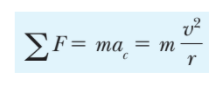 ∑F = ma_c = m v²/r